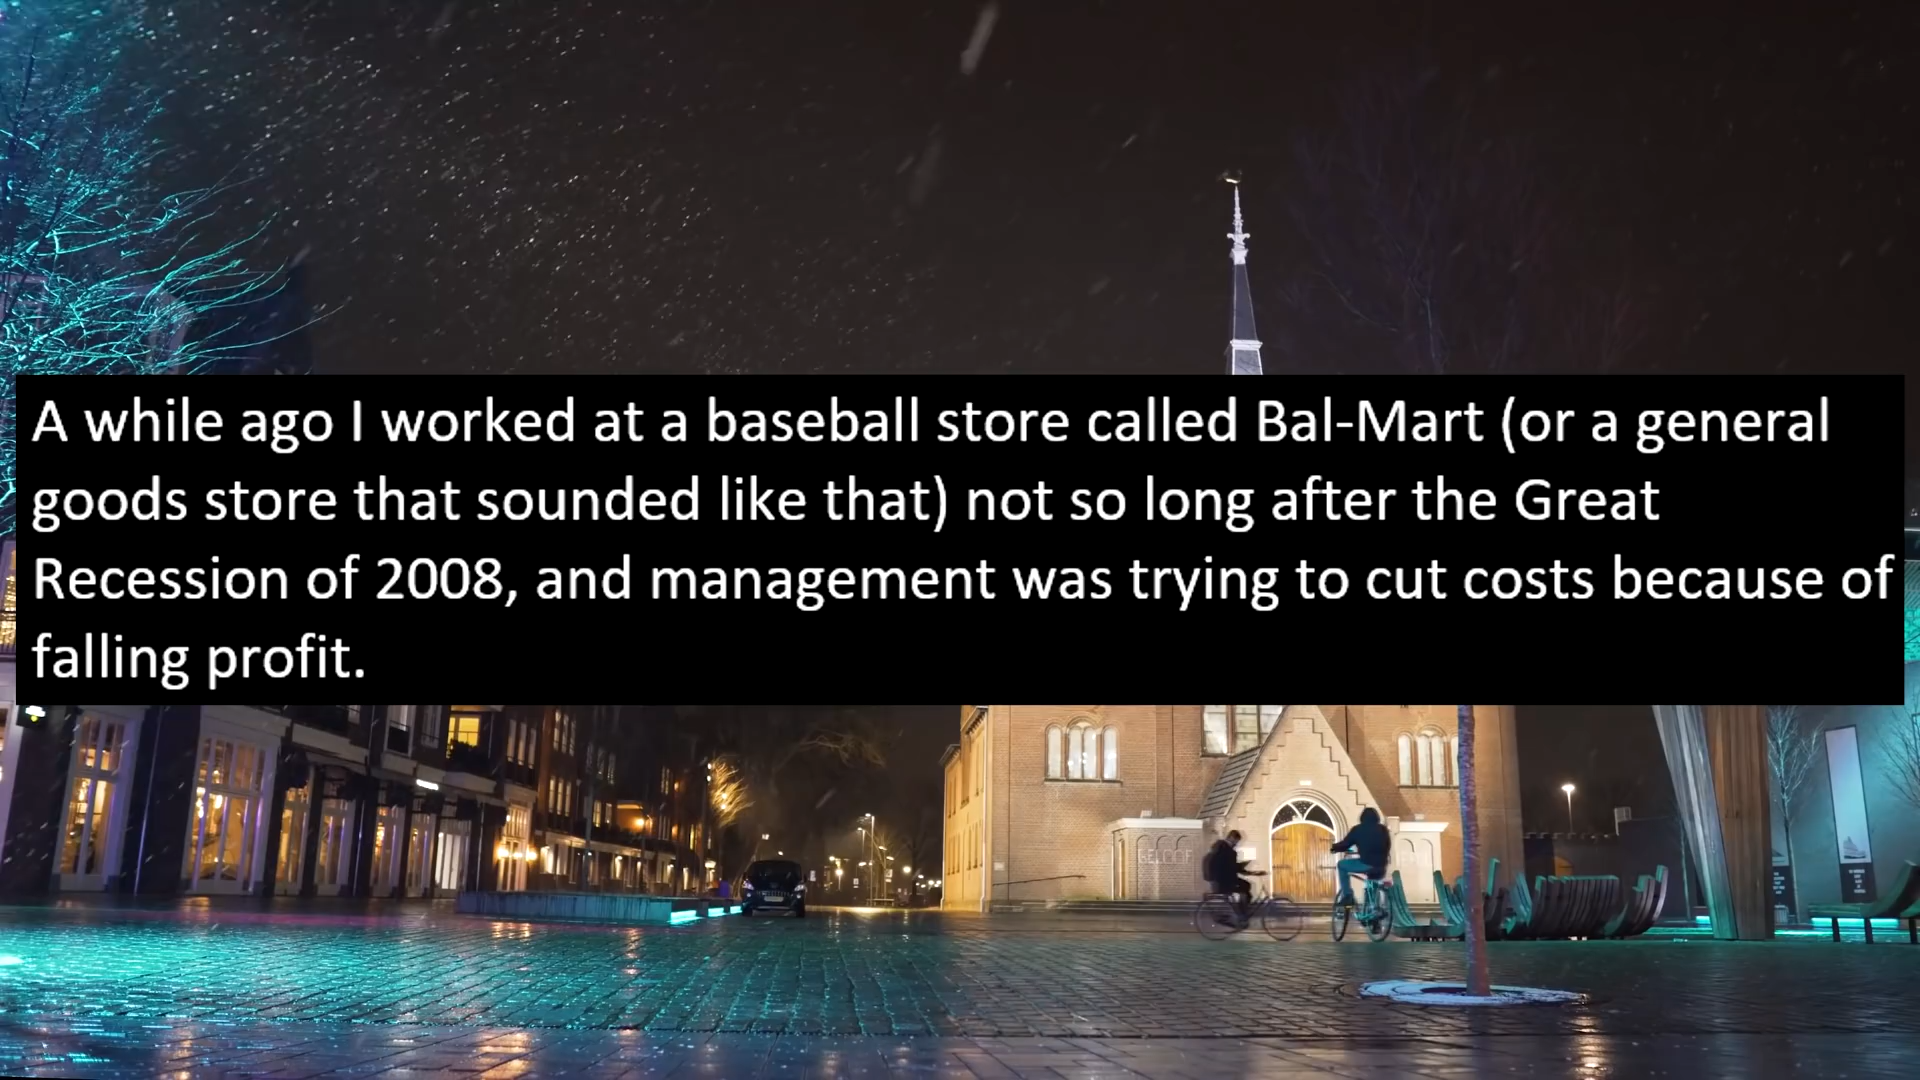 A while ago I worked at a baseball store called Bal-Mart (or a general
goods store that sounded like that) not so long after the Great
Recession of 2008, and management was trying to cut costs because of
falling profit.
GELOOF